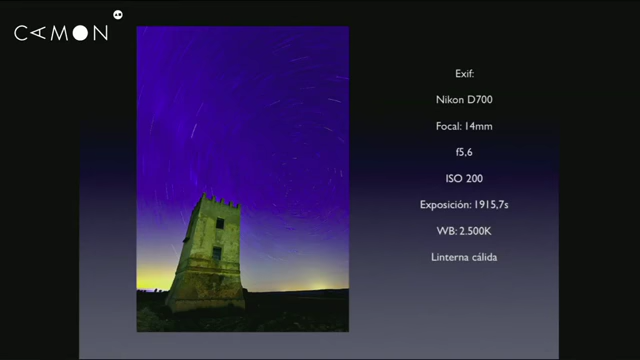 CAMON
Exif:
Nikon D700
Focal: 14mm
f5,6
ISO 200
Exposición: 1915,7s
WB: 2.500K
Linterna cálida